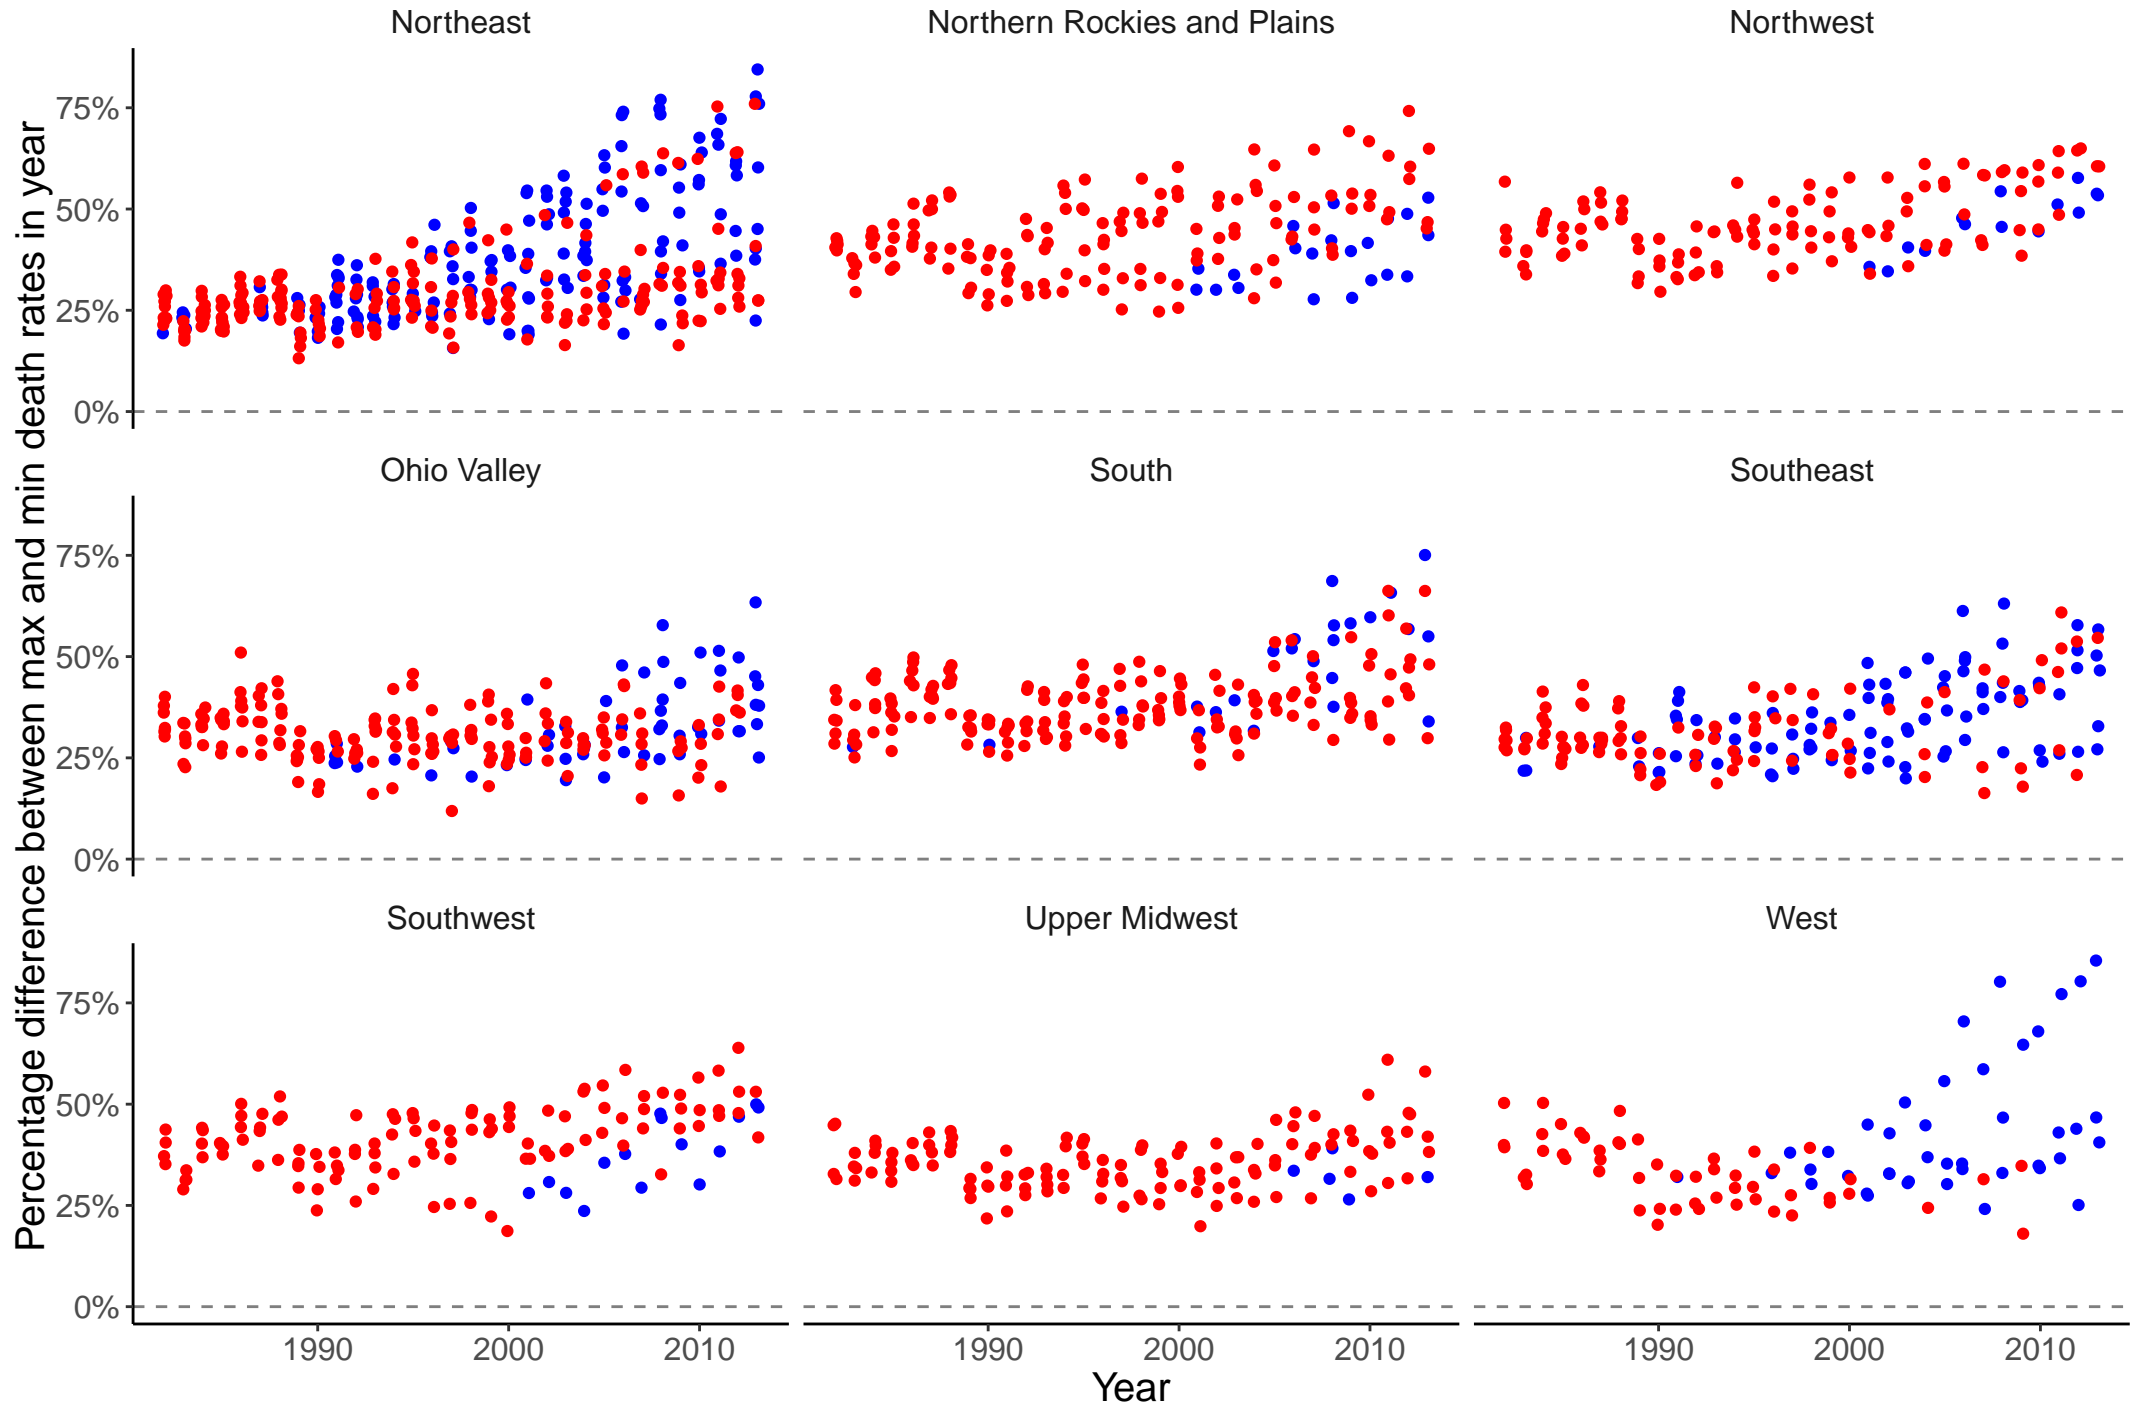 Northeast
Northern Rockies and Plains
Northwest
75%
50%
25%
0%
Ohio Valley
South
Southeast
75%
50%
25%
0%
Southwest
Upper Midwest
West
75%
50%
25%
0%
1990 2000 2010
1990 2000 2010
1990 2000 2010
Year
Percentage difference between max and min death rates in year